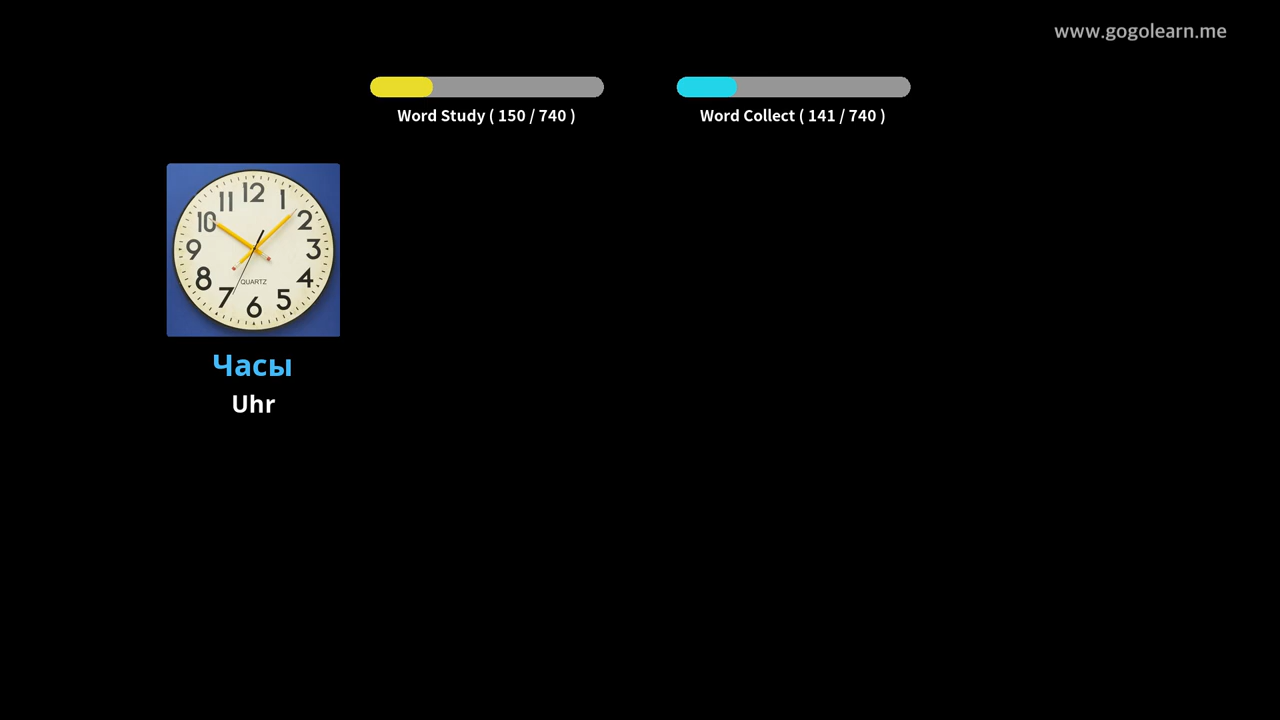 www.gogolearn.me
Word Study ( 150 / 740 )
Word Collect ( 141 / 740 )
12
11
1
10
2
9
3
8
4
QUARTZ
7
5
6
Часы
Uhr